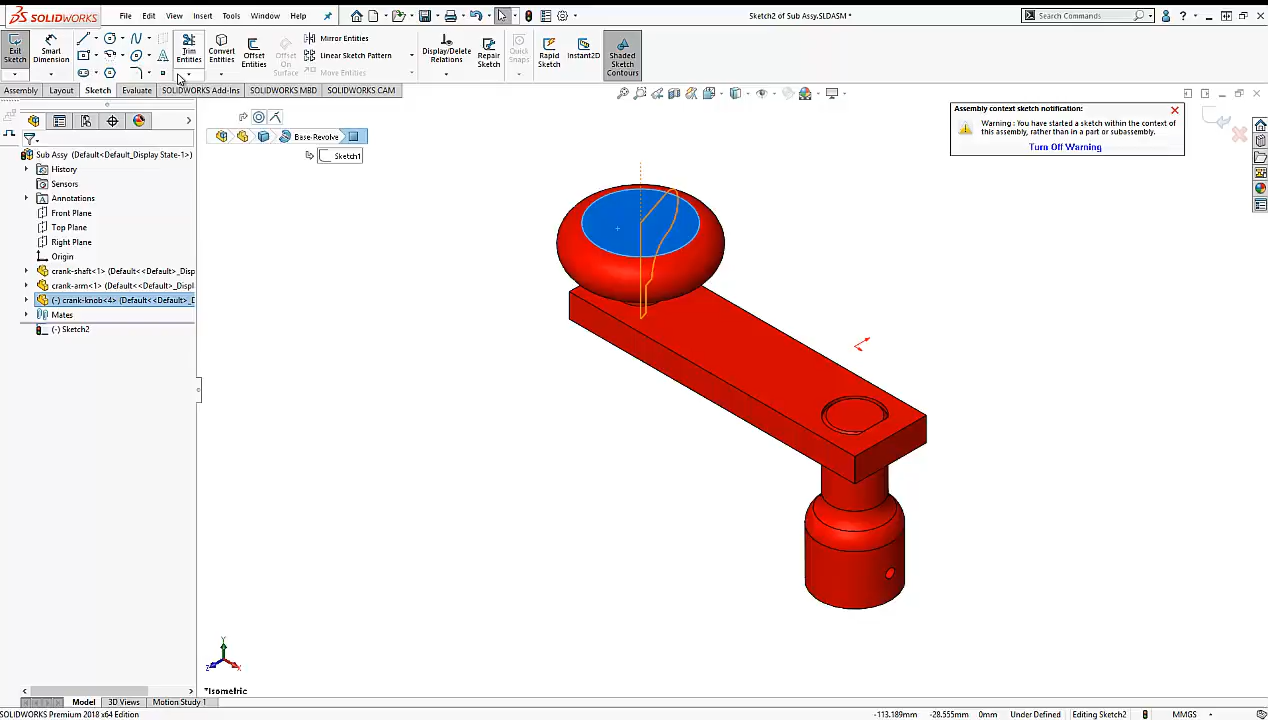 SOLIDWORKS
File Edit View Insert Tools Window Help
Sketch2 of Sub Assy.SLDASM *
Search Commands
Exit Sketch
Smart Dimension
Trim Entities
Convert Entities
Offset Entities
Offset On Surface
Mirror Entities
Linear Sketch Pattern
Move Entities
Display/Delete Relations
Repair Sketch
Quick Snaps
Rapid Sketch
Instant2D
Shaded Sketch Contours
Assembly Layout Sketch Evaluate SOLIDWORKS Add-Ins SOLIDWORKS MBD SOLIDWORKS CAM
Assembly context sketch notification:
Warning : You have started a sketch within the context of
this assembly, rather than in a part or subassembly.
Turn Off Warning
Base-Revolve
Sketch1
Sub Assy (Default<Default_Display State-1>)
History
Sensors
Annotations
Front Plane
Top Plane
Right Plane
Origin
crank-shaft<1> (Default<<Default>_Disp
crank-arm<1> (Default<<Default>_Displ
(-) crank-knob<4> (Default<<Default>_D
Mates
(-) Sketch2
Y
Z
X
*Isometric
Model 3D Views Motion Study 1
SOLIDWORKS Premium 2018 x64 Edition
-113.189mm -28.555mm 0mm Under Defined Editing Sketch2 MMGS